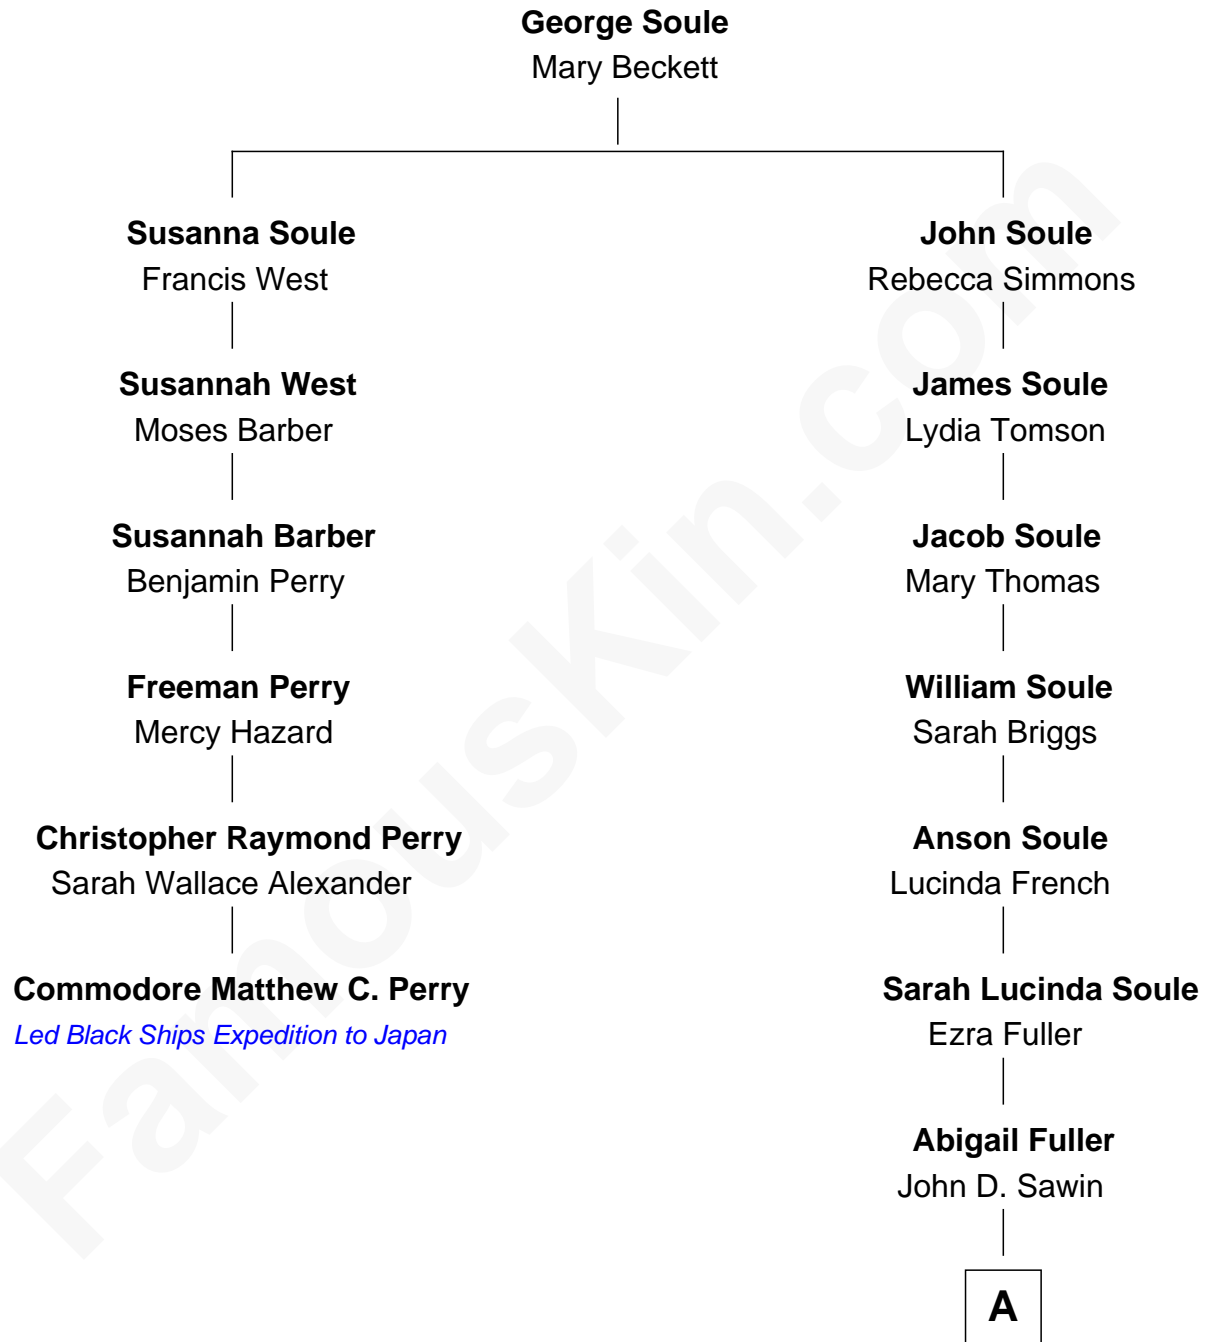 George Soule
Mary Beckett
Susanna Soule
Francis West
Susannah West
Moses Barber
Susannah Barber
Benjamin Perry
Freeman Perry
Mercy Hazard
Christopher Raymond Perry
Sarah Wallace Alexander
Commodore Matthew C. Perry
Led Black Ships Expedition to Japan
John Soule
Rebecca Simmons
James Soule
Lydia Tomson
Jacob Soule
Mary Thomas
William Soule
Sarah Briggs
Anson Soule
Lucinda French
Sarah Lucinda Soule
Ezra Fuller
Abigail Fuller
John D. Sawin
A
FamousKin.com